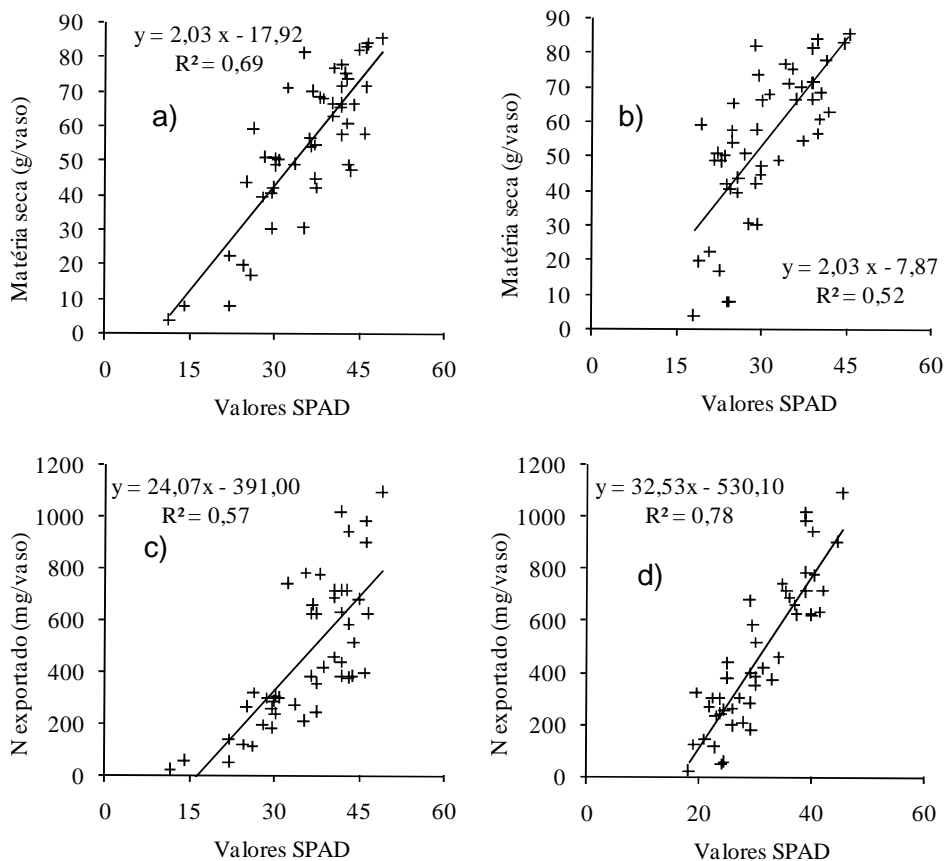 y = 2,03 x - 17,92
R² = 0,69
a)
Matéria seca (g/vaso)
90
80
70
60
50
40
30
20
10
0
0 15 30 45 60
Valores SPAD
b)
y = 2,03 x - 7,87
R² = 0,52
Matéria seca (g/vaso)
90
80
70
60
50
40
30
20
10
0
0 15 30 45 60
Valores SPAD
y = 24,07x - 391,00
R² = 0,57
c)
N exportado (mg/vaso)
1200
1000
800
600
400
200
0
0 15 30 45 60
Valores SPAD
y = 32,53x - 530,10
R² = 0,78
d)
N exportado (mg/vaso)
1200
1000
800
600
400
200
0
0 20 40 60
Valores SPAD